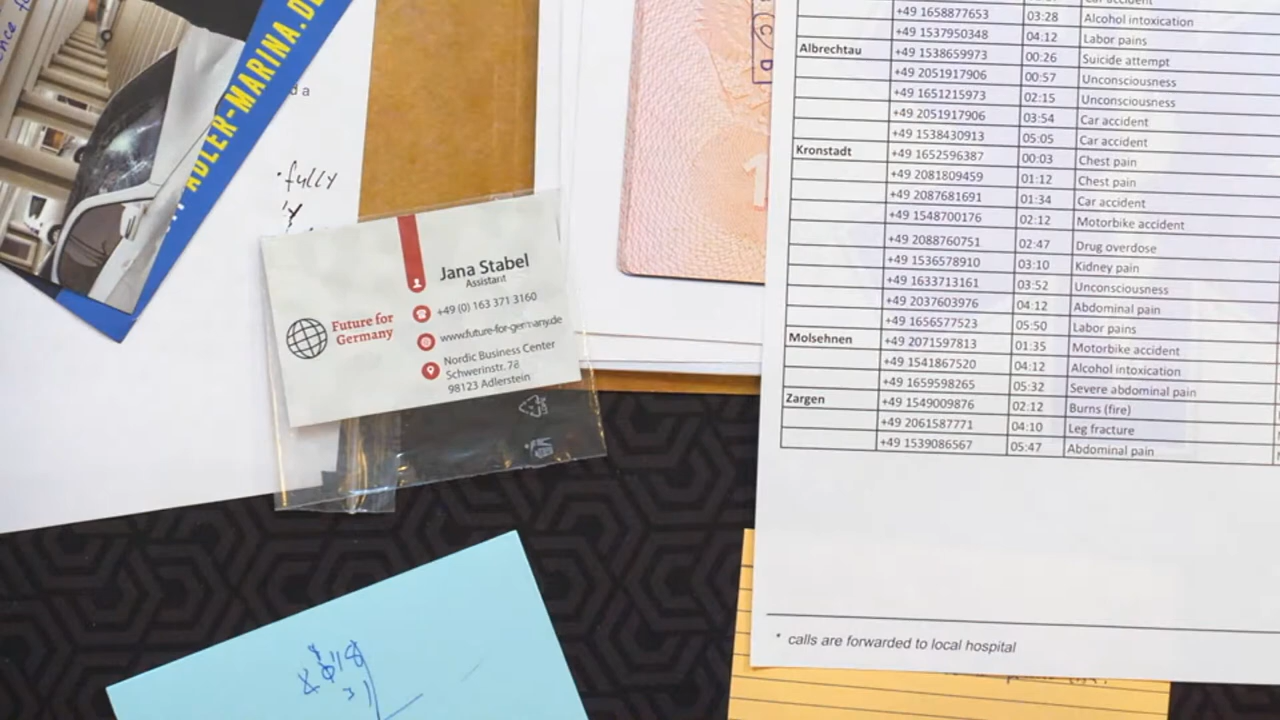 ADLER-MARINA.DE
d a
• fully
Future for
Germany
Jana Stabel
Assistant
+49 (0) 163 371 3160
www.future-for-germany.de
Nordic Business Center
Schwerinstr. 78
98123 Adlerstein
C D
+49 1658877653 03:28 Alcohol intoxication
+49 1537950348 04:12 Labor pains
Albrechtau +49 1538659973 00:26 Suicide attempt
+49 2051917906 00:57 Unconsciousness
+49 1651215973 02:15 Unconsciousness
+49 2051917906 03:54 Car accident
+49 1538430913 05:05 Car accident
Kronstadt +49 1652596387 00:03 Chest pain
+49 2081809459 01:12 Chest pain
+49 2087681691 01:34 Car accident
+49 1548700176 02:12 Motorbike accident
+49 2088760751 02:47 Drug overdose
+49 1536578910 03:10 Kidney pain
+49 1633713161 03:52 Unconsciousness
+49 2037603976 04:12 Abdominal pain
+49 1656577523 05:50 Labor pains
Molsehnen +49 2071597813 01:35 Motorbike accident
+49 1541867520 04:12 Alcohol intoxication
+49 1659598265 05:32 Severe abdominal pain
Zargen +49 1549009876 02:12 Burns (fire)
+49 2061587771 04:10 Leg fracture
+49 1539086567 05:47 Abdominal pain
* calls are forwarded to local hospital